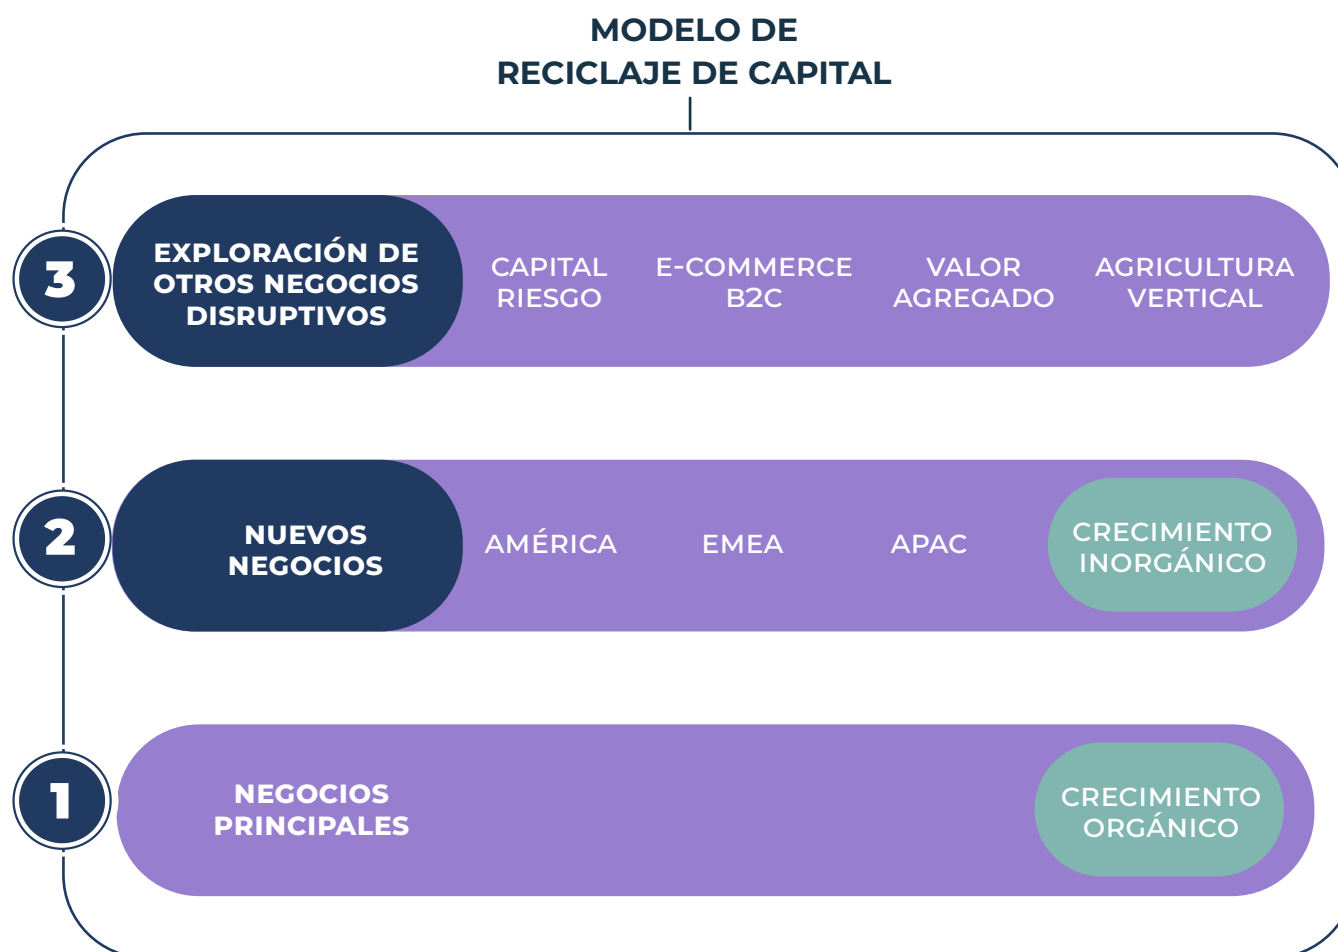 MODELO DE
RECICLAJE DE CAPITAL
3
EXPLORACIÓN DE
OTROS NEGOCIOS
DISRUPTIVOS
CAPITAL
RIESGO
E-COMMERCE
B2C
VALOR
AGREGADO
AGRICULTURA
VERTICAL
2
NUEVOS
NEGOCIOS
AMÉRICA
EMEA
APAC
CRECIMIENTO
INORGÁNICO
1
NEGOCIOS
PRINCIPALES
CRECIMIENTO
ORGÁNICO